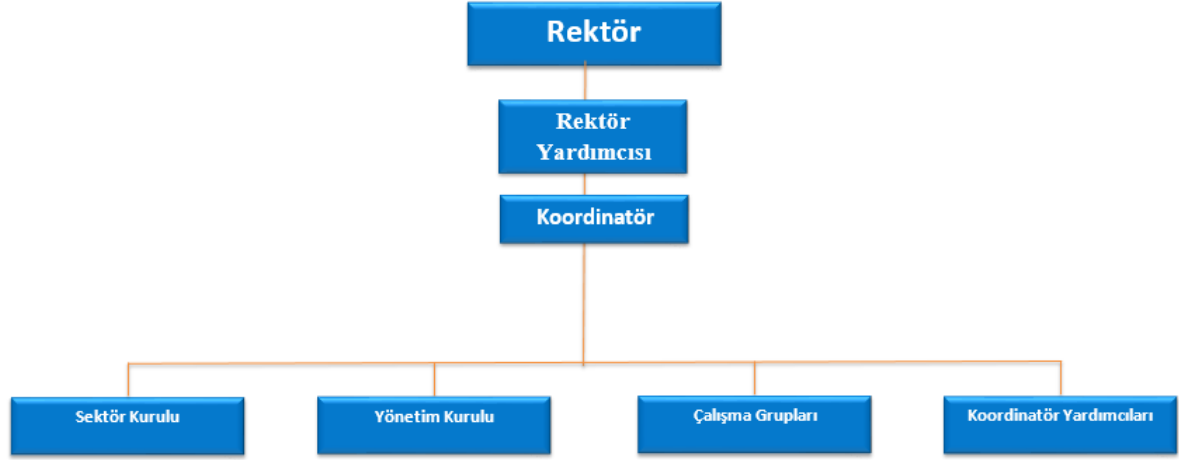 Rektör
Rektör
Yardımcısı
Koordinatör
Sektör Kurulu
Yönetim Kurulu
Çalışma Grupları
Koordinatör Yardımcıları